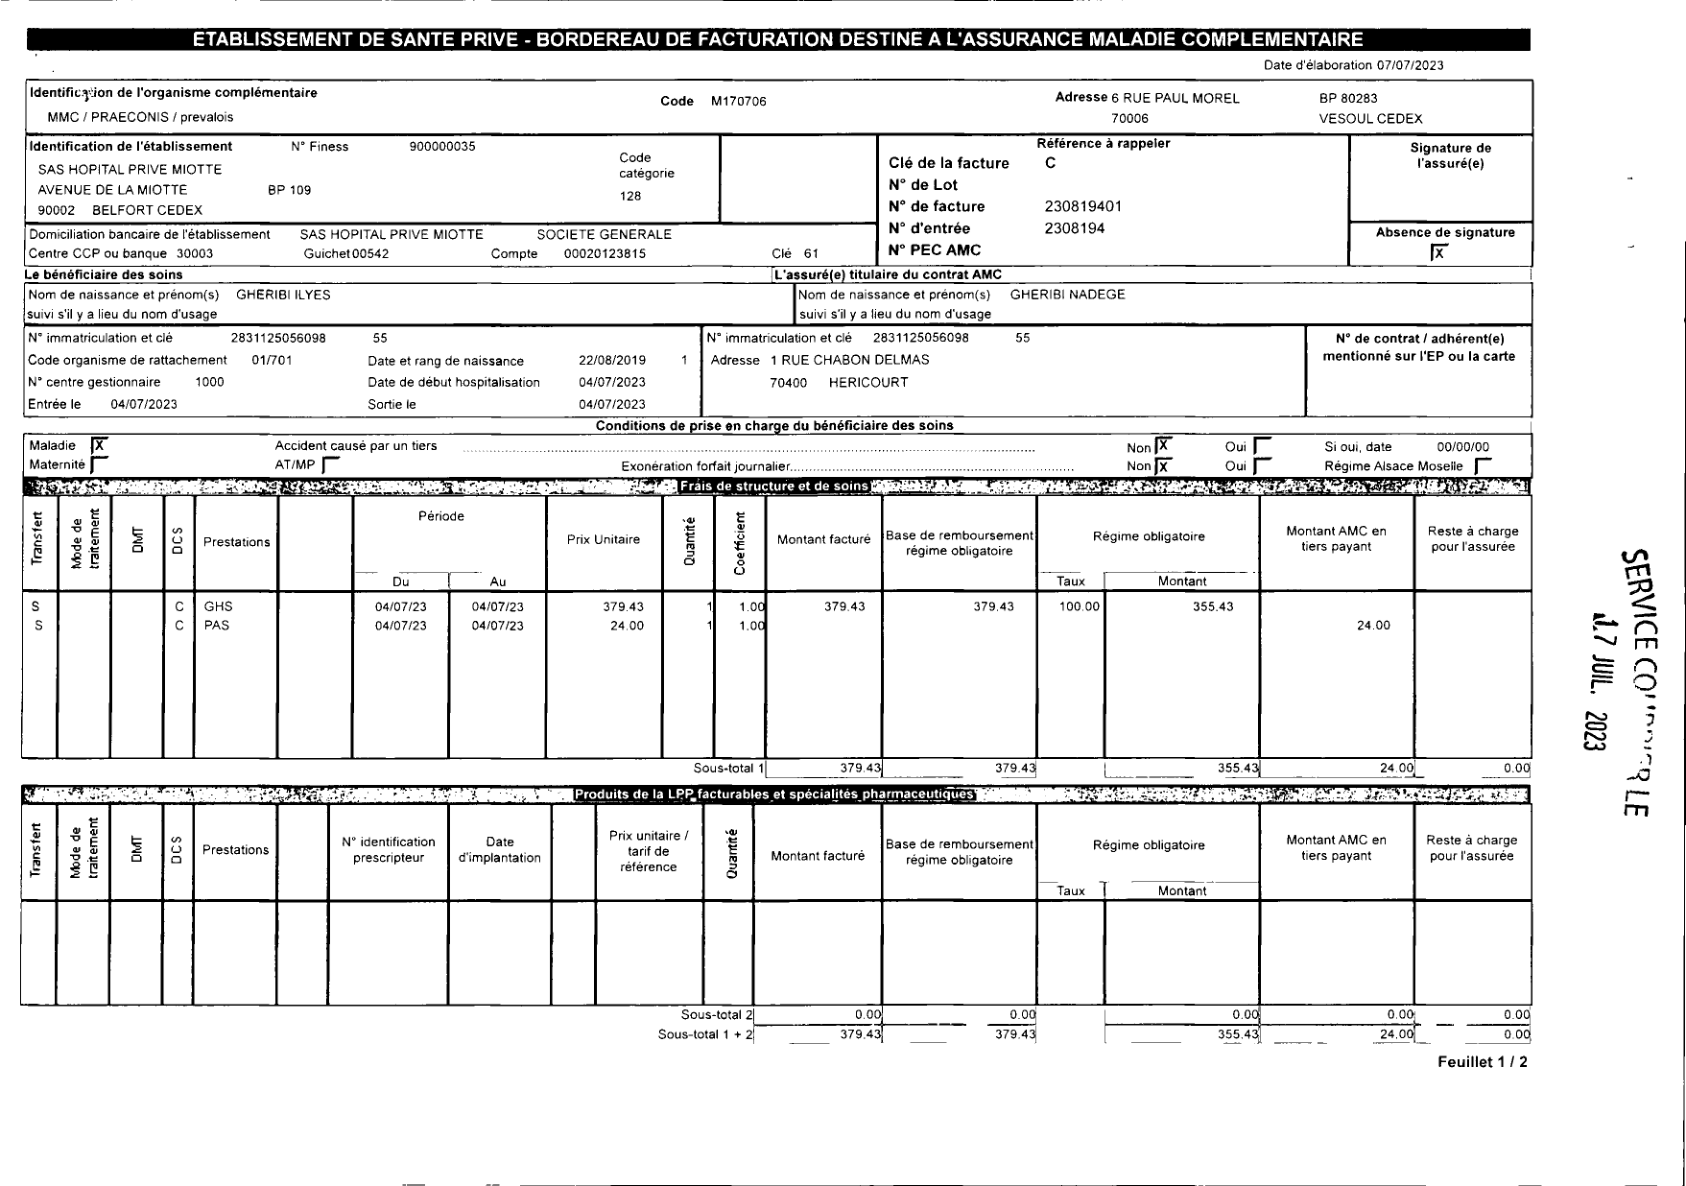 ETABLISSEMENT DE SANTE PRIVE - BORDEREAU DE FACTURATION DESTINE A L'ASSURANCE MALADIE COMPLEMENTAIRE
Date d'élaboration 07/07/2023
Identification de l'organisme complémentaire
Code M170706
Adresse 6 RUE PAUL MOREL BP 80283
MMC / PRAECONIS / prevalois
70006 VESOUL CEDEX
Identification de l'établissement N° Finess 900000035
SAS HOPITAL PRIVE MIOTTE
AVENUE DE LA MIOTTE BP 109
90002 BELFORT CEDEX
Code
catégorie
128
Référence à rappeler
Clé de la facture C
N° de Lot
N° de facture 230819401
N° d'entrée 2308194
N° PEC AMC
Signature de
l'assuré(e)
Absence de signature
X
Domiciliation bancaire de l'établissement SAS HOPITAL PRIVE MIOTTE SOCIETE GENERALE
Centre CCP ou banque 30003 Guichet 00542 Compte 00020123815 Clé 61
Le bénéficiaire des soins
L'assuré(e) titulaire du contrat AMC
Nom de naissance et prénom(s) GHERIBI ILYES
suivi s'il y a lieu du nom d'usage
Nom de naissance et prénom(s) GHERIBI NADEGE
suivi s'il y a lieu du nom d'usage
N° immatriculation et clé 2831125056098 55
Code organisme de rattachement 01/701 Date et rang de naissance 22/08/2019 1
N° centre gestionnaire 1000 Date de début hospitalisation 04/07/2023
Entrée le 04/07/2023 Sortie le 04/07/2023
N° immatriculation et clé 2831125056098 55
Adresse 1 RUE CHABON DELMAS
70400 HERICOURT
N° de contrat / adhérent(e)
mentionné sur l'EP ou la carte
Conditions de prise en charge du bénéficiaire des soins
Maladie X Accident causé par un tiers Non X Oui Si oui, date 00/00/00
Maternité AT/MP Exonération forfait journalier Non X Oui Régime Alsace Moselle
Frais de structure et de soins
Transfert
Mode de
traitement
DMT
DCS
Prestations
Période
Du Au
Prix Unitaire
Quantité
Coefficient
Montant facturé
Base de remboursement
régime obligatoire
Régime obligatoire
Taux Montant
Montant AMC en
tiers payant
Reste à charge
pour l'assurée
S C GHS 04/07/23 04/07/23 379.43 1 1.00 379.43 379.43 100.00 355.43
S C PAS 04/07/23 04/07/23 24.00 1 1.00 24.00
Sous-total 1 379.43 379.43 355.43 24.00 0.00
Produits de la LPP facturables et spécialités pharmaceutiques
Transfert
Mode de
traitement
DMT
DCS
Prestations
N° identification
prescripteur
Date
d'implantation
Prix unitaire /
tarif de
référence
Quantité
Montant facturé
Base de remboursement
régime obligatoire
Régime obligatoire
Taux Montant
Montant AMC en
tiers payant
Reste à charge
pour l'assurée
Sous-total 2 0.00 0.00 0.00 0.00 0.00
Sous-total 1 + 2 379.43 379.43 355.43 24.00 0.00
Feuillet 1 / 2
SERVICE
17 JUIL. 2023